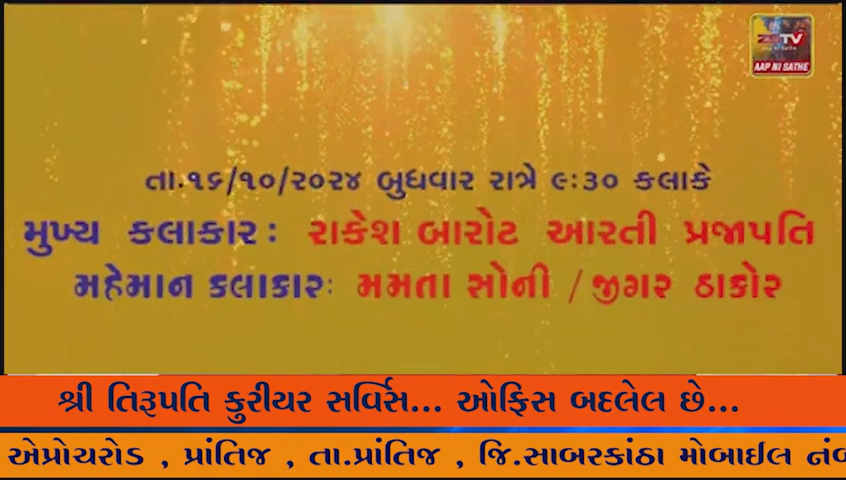 ZSTV
AAP NI SATHE
તા.૧૬/૧૦/૨૦૨૪ બુધવાર રાત્રે ૯:૩૦ કલાકે
મુખ્ય કલાકાર : રાકેશ બારોટ આરતી પ્રજાપતિ
મહેમાન કલાકાર: મમતા સોની / જીગર ઠાકોર
શ્રી તિરૂપતિ કુરીયર સર્વિસ... ઓફિસ બદલેલ છે...
એપ્રોચરોડ , પ્રાંતિજ , તા.પ્રાંતિજ , જિ.સાબરકાંઠા મોબાઈલ નંબ